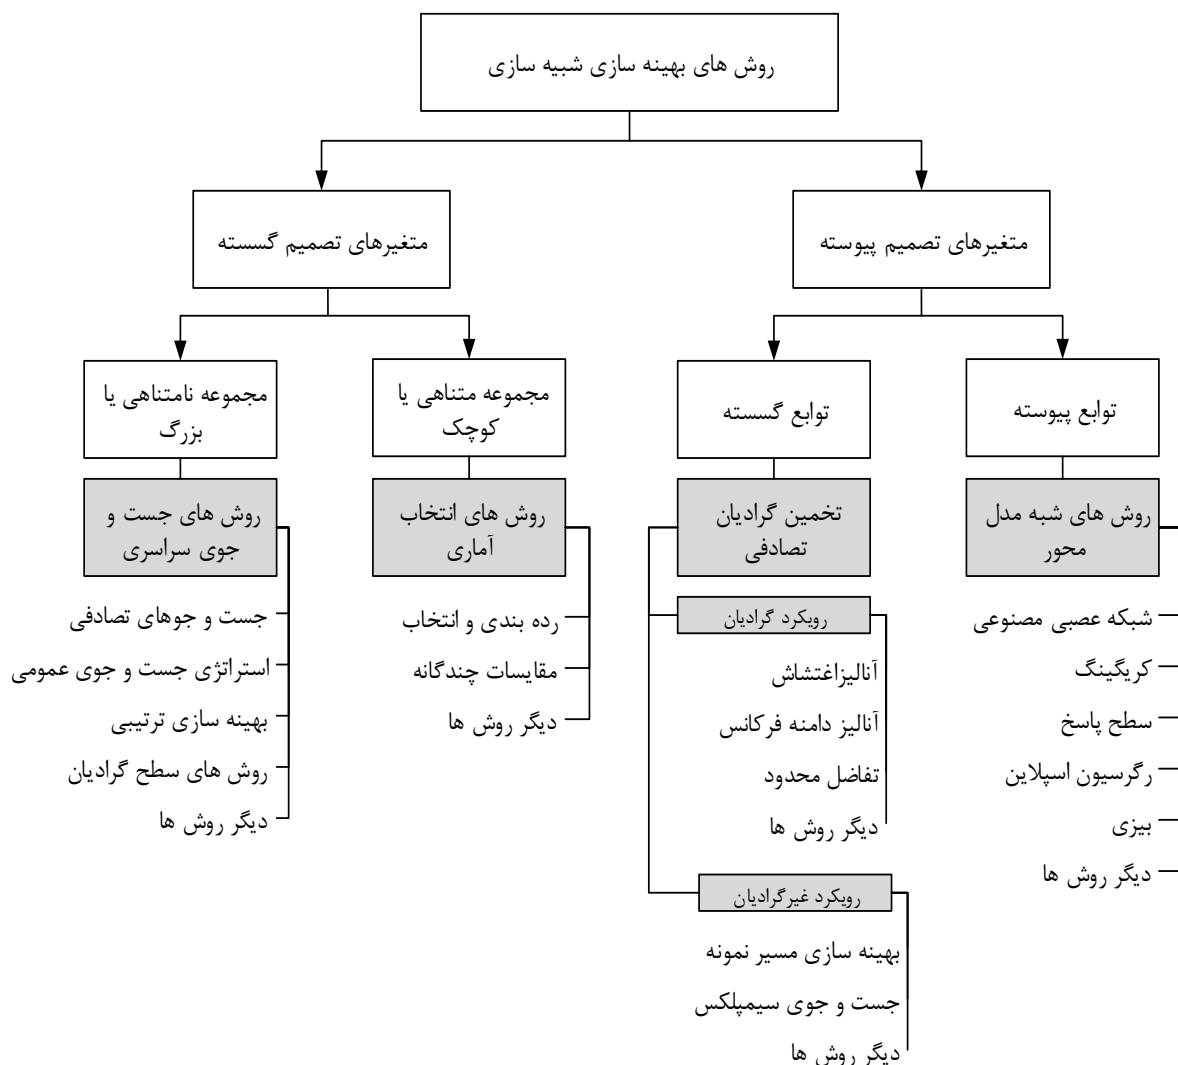 روش های بهینه سازی شبیه سازی
متغیرهای تصمیم پیوسته
متغیرهای تصمیم گسسته
توابع پیوسته
توابع گسسته
مجموعه متناهی یا
کوچک
مجموعه نامتناهی یا
بزرگ
روش های شبه مدل
محور
شبکه عصبی مصنوعی
کریگینگ
سطح پاسخ
رگرسیون اسپلاین
بیزی
دیگر روش ها
تخمین گرادیان
تصادفی
رویکرد گرادیان
آنالیزاغتشاش
آنالیز دامنه فرکانس
تفاضل محدود
دیگر روش ها
رویکرد غیرگرادیان
بهینه سازی مسیر نمونه
جست و جوی سیمپلکس
دیگر روش ها
روش های انتخاب
آماری
رده بندی و انتخاب
مقایسات چندگانه
دیگر روش ها
روش های جست و
جوی سراسری
جست و جوهای تصادفی
استراتژی جست و جوی عمومی
بهینه سازی ترتیبی
روش های سطح گرادیان
دیگر روش ها